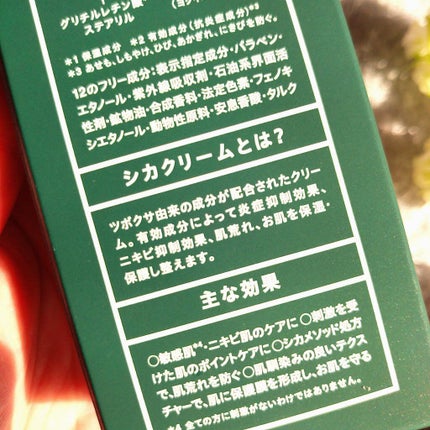 グリチルレチン酸
ステアリル
*1 保湿成分 *2 有効成分(抗炎症成分)**
*3 あせも、しもやけ、ひび、あかぎれ、にきびを防ぐ。
12のフリー成分:表示指定成分・パラベン・
エタノール・紫外線吸収剤・石油系界面活
性剤・鉱物油・合成香料・法定色素・フェノキ
シエタノール・動物性原料・安息香酸・タルク
シカクリームとは?
ツボクサ由来の成分が配合されたクリー
ム。有効成分によって炎症抑制効果、
ニキビ抑制効果、肌荒れ、お肌を保湿・
保護し整えます。
主な効果
○敏感肌*⁴・ニキビ肌のケアに ○刺激を受
けた肌のポイントケアに ○シカメソッド処方
で、肌荒れを防ぐ ○肌馴染みの良いテクス
チャーで、肌に保護膜を形成し、お肌を守る
*4 全ての方に刺激がないわけではありません。